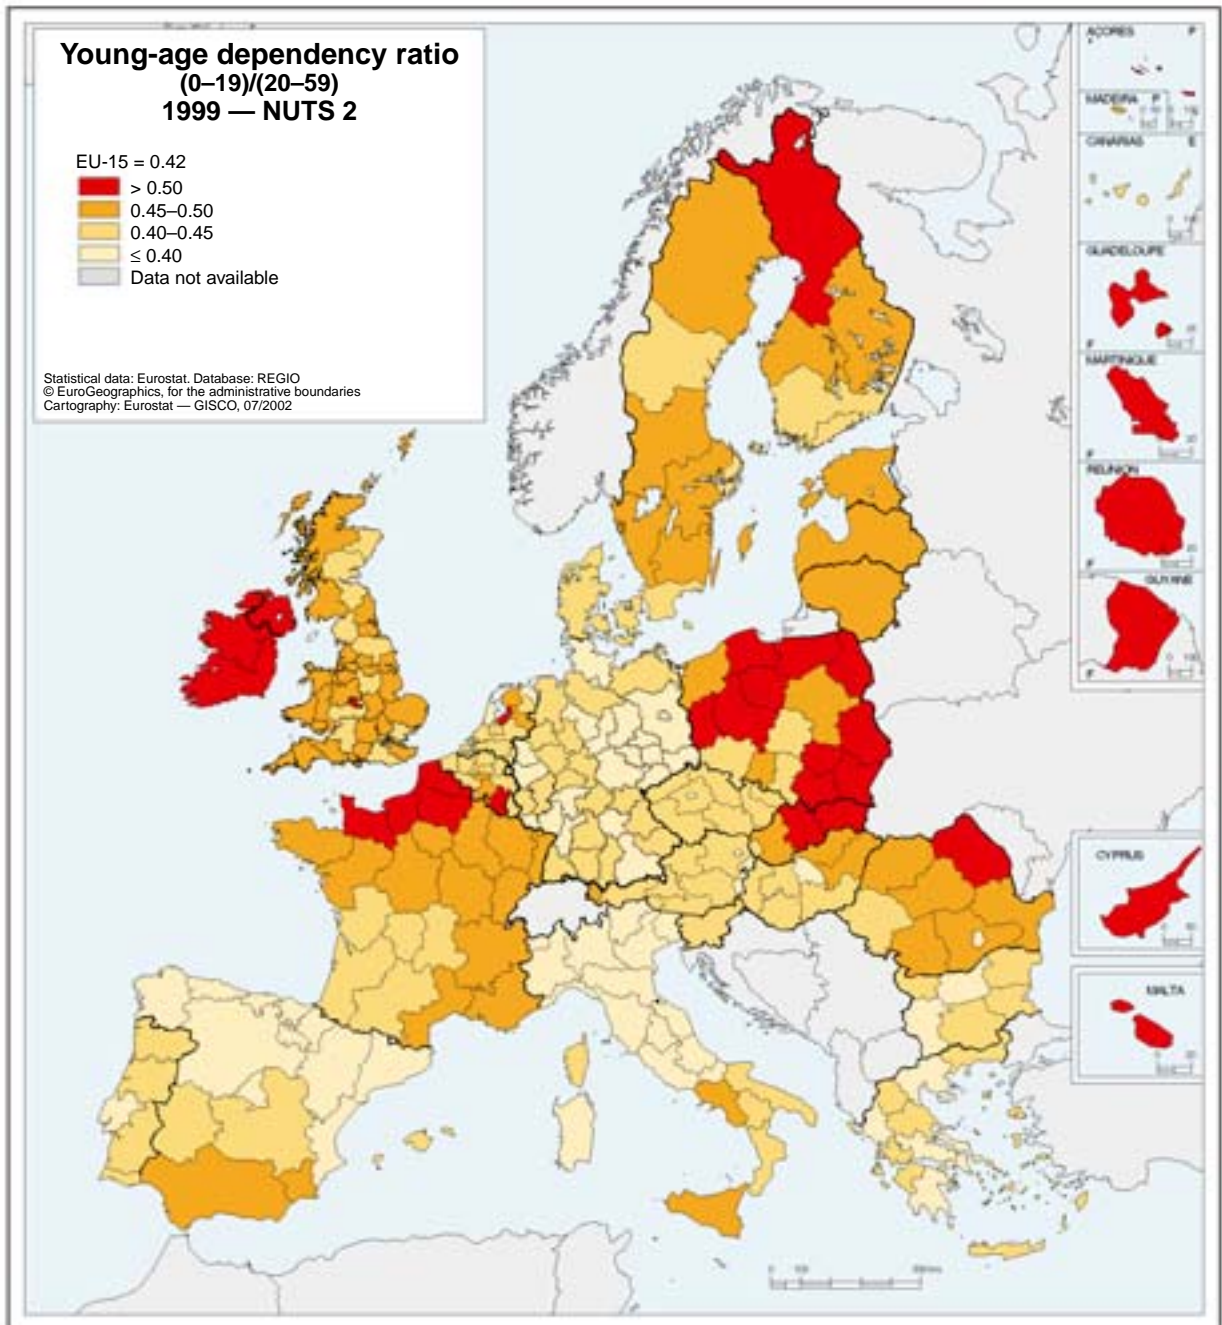 Young-age dependency ratio
(0–19)/(20–59)
1999 — NUTS 2
EU-15 = 0.42
> 0.50
0.45–0.50
0.40–0.45
≤ 0.40
Data not available
Statistical data: Eurostat. Database: REGIO
© EuroGeographics, for the administrative boundaries
Cartography: Eurostat — GISCO, 07/2002
AÇORES P
MADEIRA P
CANARIAS E
GUADELOUPE
F
MARTINIQUE
F
REUNION
F
GUYANE
F
CYPRUS
MALTA